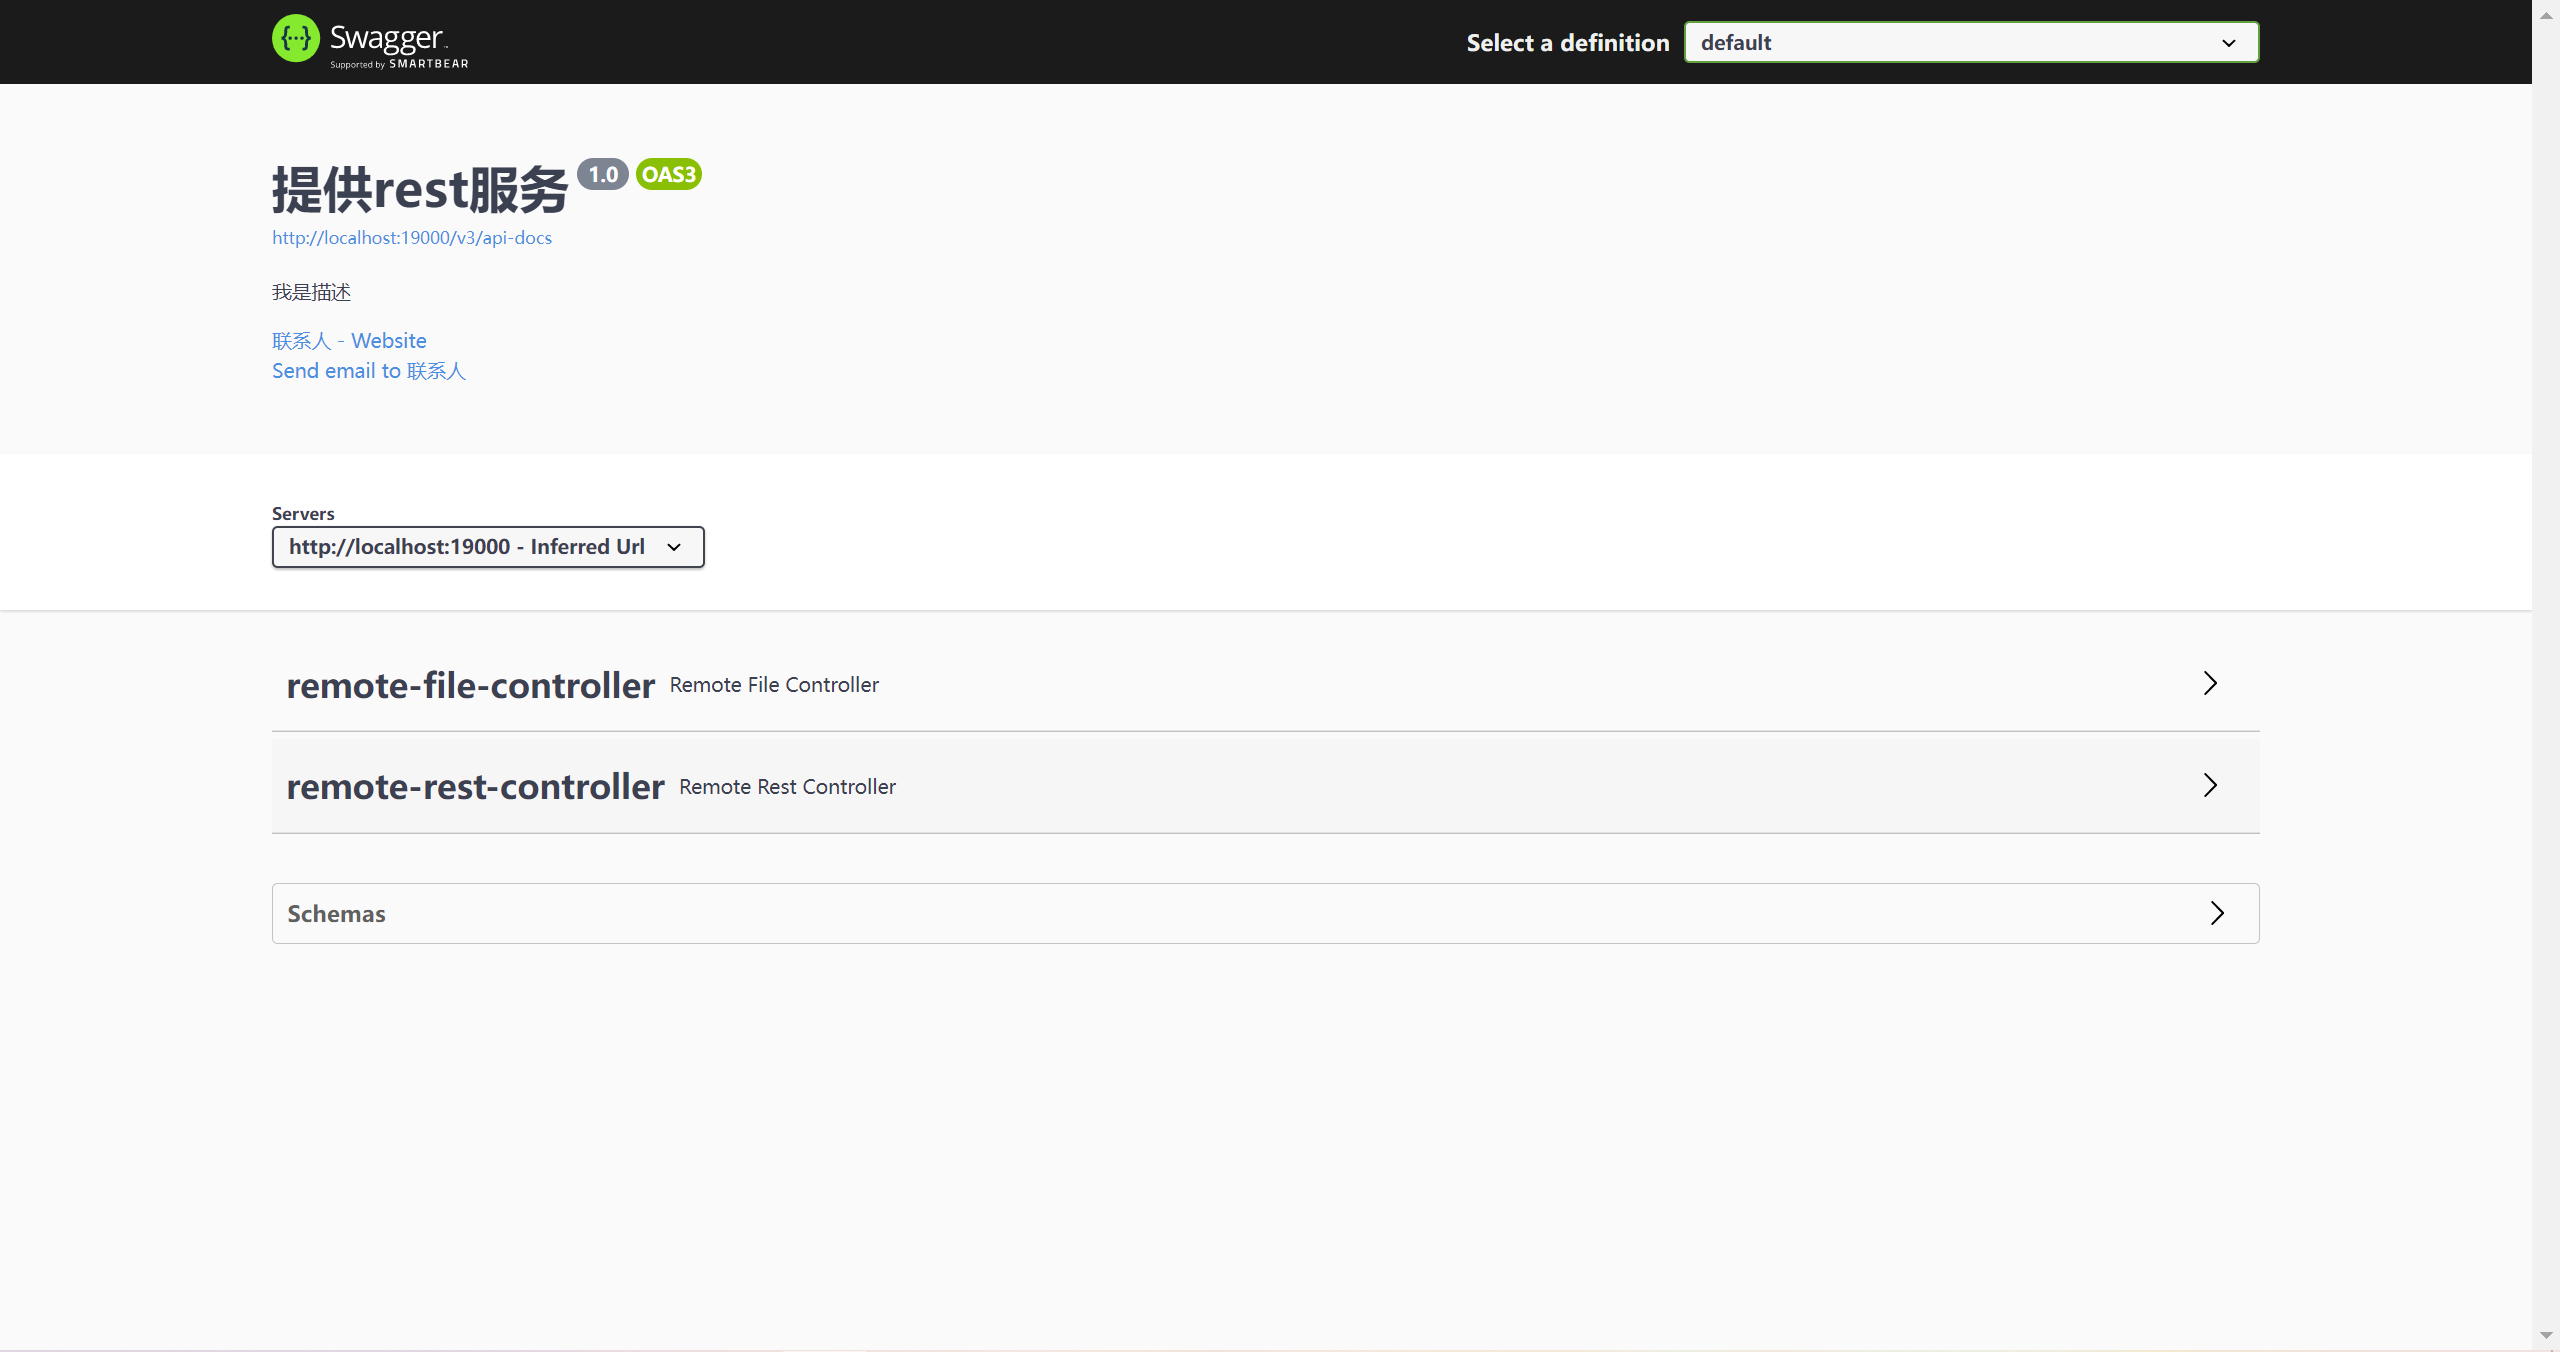 Swagger
Supported by SMARTBEAR
Select a definition
default
提供rest服务 1.0 OAS3
http://localhost:19000/v3/api-docs
我是描述
联系人 - Website
Send email to 联系人
Servers
http://localhost:19000 - Inferred Url
remote-file-controller Remote File Controller
remote-rest-controller Remote Rest Controller
Schemas